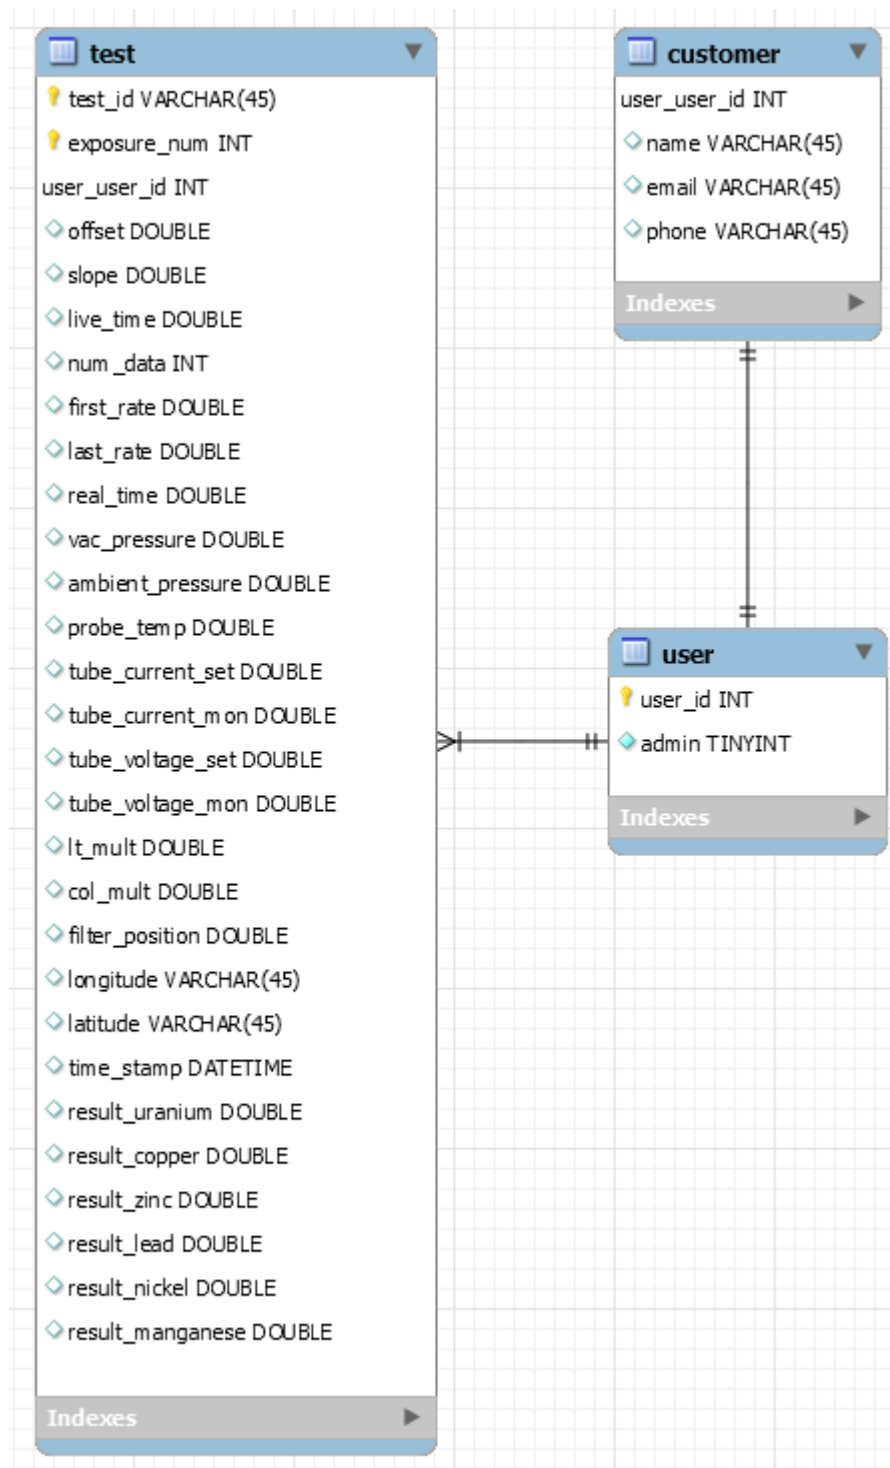 test
test_id VARCHAR(45)
exposure_num INT
user_user_id INT
offset DOUBLE
slope DOUBLE
live_time DOUBLE
num_data INT
first_rate DOUBLE
last_rate DOUBLE
real_time DOUBLE
vac_pressure DOUBLE
ambient_pressure DOUBLE
probe_temp DOUBLE
tube_current_set DOUBLE
tube_current_mon DOUBLE
tube_voltage_set DOUBLE
tube_voltage_mon DOUBLE
lt_mult DOUBLE
col_mult DOUBLE
filter_position DOUBLE
longitude VARCHAR(45)
latitude VARCHAR(45)
time_stamp DATETIME
result_uranium DOUBLE
result_copper DOUBLE
result_zinc DOUBLE
result_lead DOUBLE
result_nickel DOUBLE
result_manganese DOUBLE
Indexes
customer
user_user_id INT
name VARCHAR(45)
email VARCHAR(45)
phone VARCHAR(45)
Indexes
user
user_id INT
admin TINYINT
Indexes